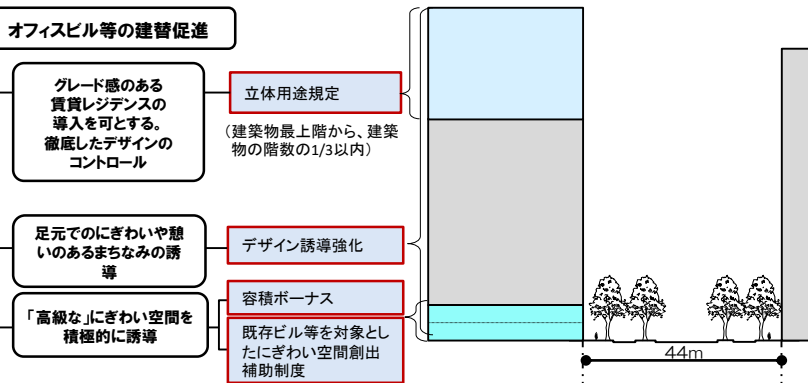 オフィスビル等の建替促進
グレード感のある
賃貸レジデンスの
導入を可とする。
徹底したデザインの
コントロール
立体用途規定
（建築物最上階から、建築
物の階数の1/3以内）
足元でのにぎわいや憩
いのあるまちなみの誘
導
デザイン誘導強化
「高級な」にぎわい空間を
積極的に誘導
容積ボーナス
既存ビル等を対象とし
たにぎわい空間創出
補助制度
44m